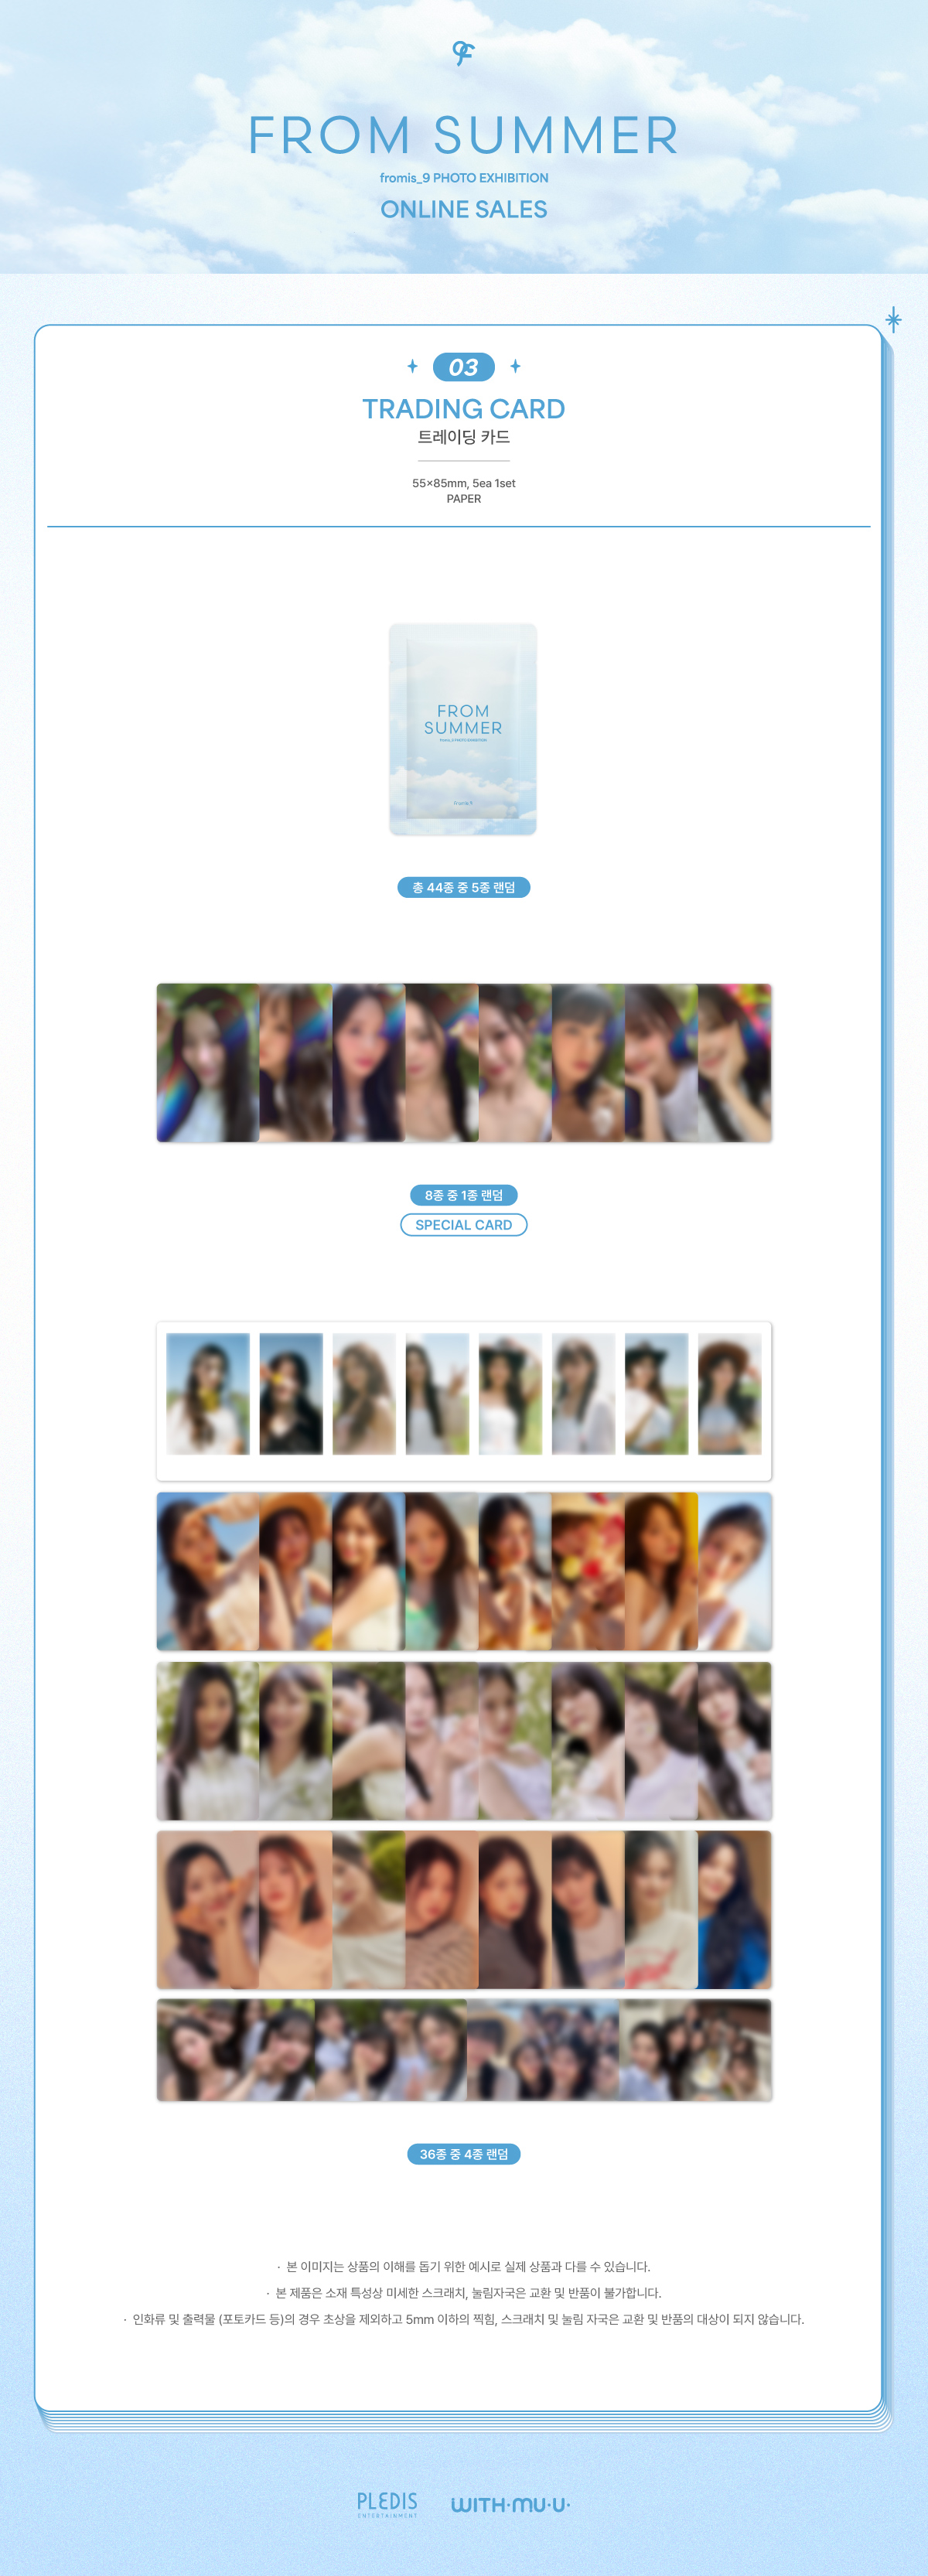 FROM SUMMER
fromis_9 PHOTO EXHIBITION
ONLINE SALES
03
TRADING CARD
트레이딩 카드
55×85mm, 5ea 1set
PAPER
FROM
SUMMER
fromis_9 PHOTO EXHIBITION
fromis_9
총 44종 중 5종 랜덤
8종 중 1종 랜덤
SPECIAL CARD
36종 중 4종 랜덤
· 본 이미지는 상품의 이해를 돕기 위한 예시로 실제 상품과 다를 수 있습니다.
· 본 제품은 소재 특성상 미세한 스크래치, 눌림자국은 교환 및 반품이 불가합니다.
· 인화류 및 출력물 (포토카드 등)의 경우 초상을 제외하고 5mm 이하의 찍힘, 스크래치 및 눌림 자국은 교환 및 반품의 대상이 되지 않습니다.
PLEDIS
ENTERTAINMENT
WITH·MU·U·